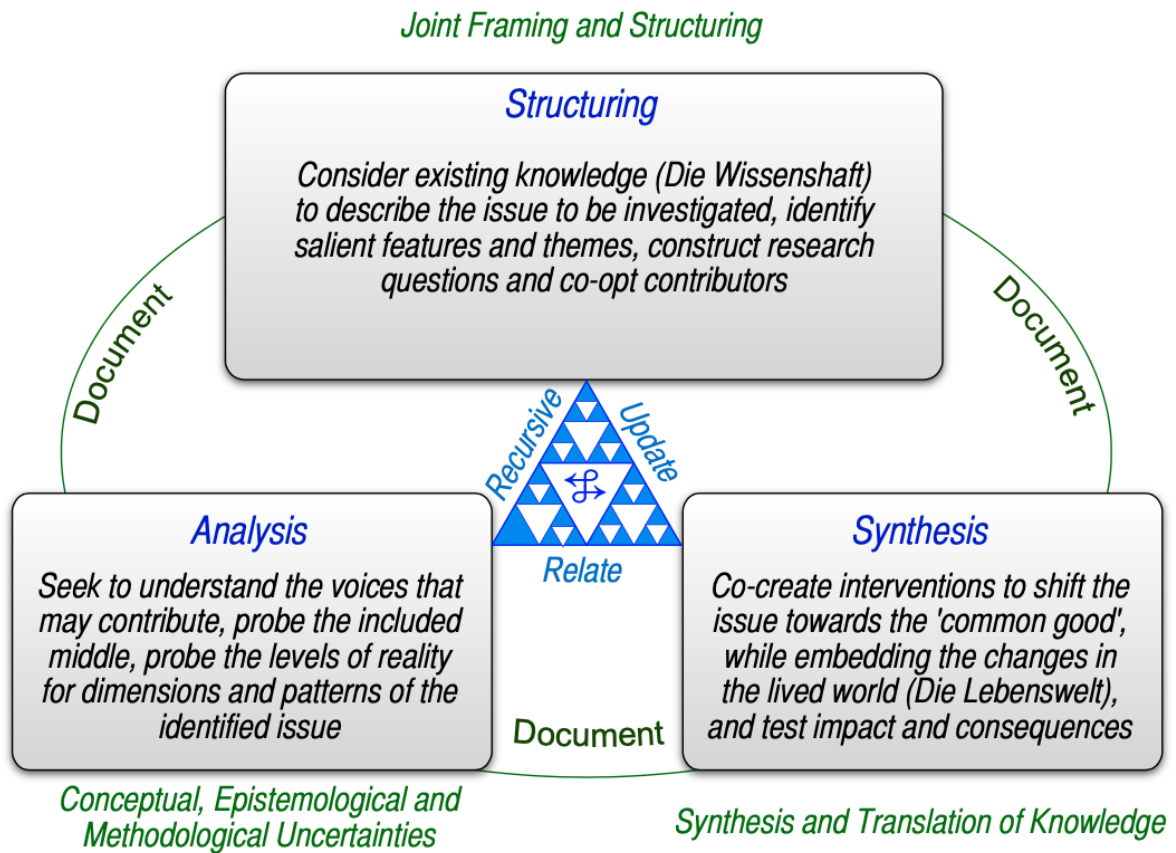 Joint Framing and Structuring
Structuring
Consider existing knowledge (Die Wissenshaft)
to describe the issue to be investigated, identify
salient features and themes, construct research
questions and co-opt contributors
Document
Document
Recursive
Update
Relate
Analysis
Seek to understand the voices that
may contribute, probe the included
middle, probe the levels of reality
for dimensions and patterns of the
identified issue
Synthesis
Co-create interventions to shift the
issue towards the 'common good',
while embedding the changes in
the lived world (Die Lebenswelt),
and test impact and consequences
Document
Conceptual, Epistemological and
Methodological Uncertainties
Synthesis and Translation of Knowledge